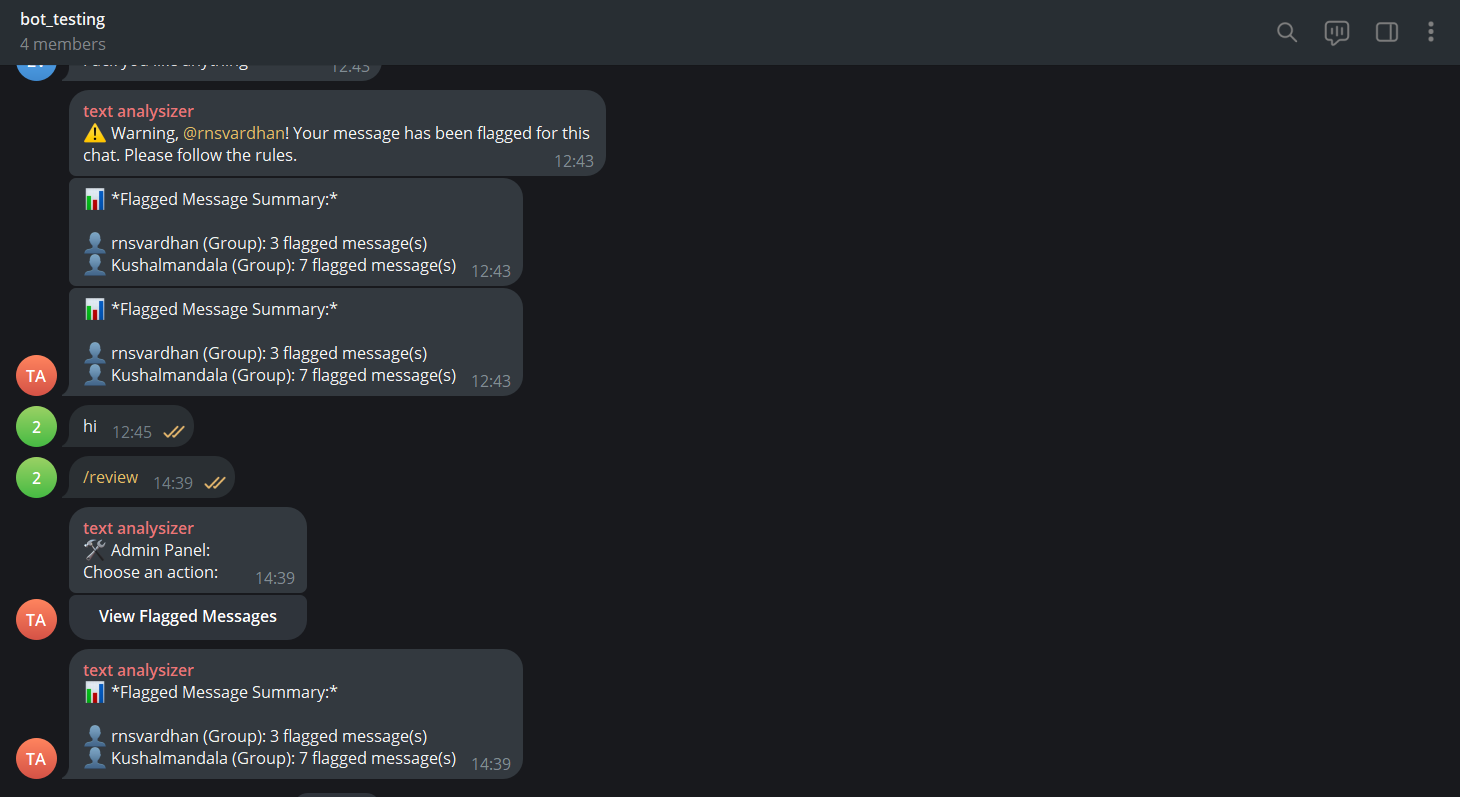 bot_testing
4 members
12:43
text analysizer
⚠️ Warning, @rnsvardhan! Your message has been flagged for this
chat. Please follow the rules. 12:43
📊 *Flagged Message Summary:*
👤 rnsvardhan (Group): 3 flagged message(s)
👤 Kushalmandala (Group): 7 flagged message(s) 12:43
📊 *Flagged Message Summary:*
👤 rnsvardhan (Group): 3 flagged message(s)
👤 Kushalmandala (Group): 7 flagged message(s) 12:43
TA
2
hi 12:45
2
/review 14:39
text analysizer
🛠 Admin Panel:
Choose an action: 14:39
TA
View Flagged Messages
text analysizer
📊 *Flagged Message Summary:*
👤 rnsvardhan (Group): 3 flagged message(s)
👤 Kushalmandala (Group): 7 flagged message(s) 14:39
TA